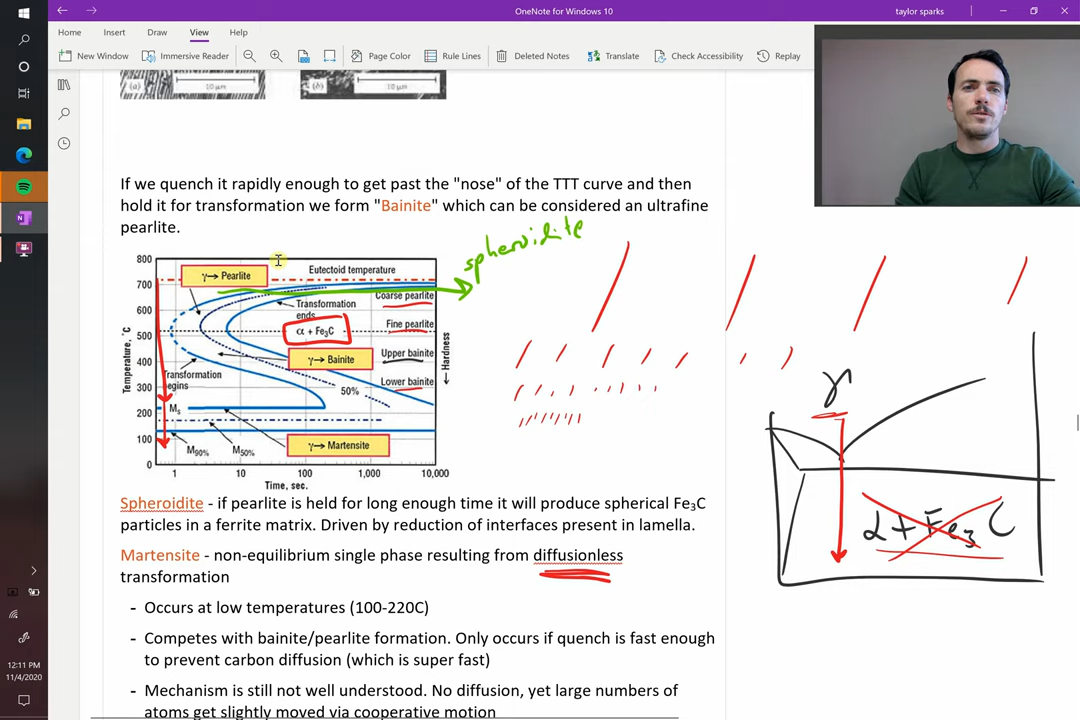 OneNote for Windows 10
taylor sparks
Home
Insert
Draw
View
Help
New Window
Immersive Reader
Page Color
Rule Lines
Deleted Notes
Translate
Check Accessibility
Replay
(a)
10 μm
(b)
10 μm
If we quench it rapidly enough to get past the "nose" of the TTT curve and then
hold it for transformation we form "Bainite" which can be considered an ultrafine
pearlite.
spheroidite
800
700
600
500
400
300
200
100
0
Temperature, °C
γ→ Pearlite
Eutectoid temperature
Transformation
ends
Coarse pearlite
α + Fe3C
Fine pearlite
γ→ Bainite
Upper bainite
Transformation
begins
Lower bainite
50%
Ms
γ→ Martensite
M90%
M50%
Hardness
1
10
100
1,000
10,000
Time, sec.
γ
α + Fe3 C
Spheroidite - if pearlite is held for long enough time it will produce spherical Fe3C
particles in a ferrite matrix. Driven by reduction of interfaces present in lamella.
Martensite - non-equilibrium single phase resulting from diffusionless
transformation
- Occurs at low temperatures (100-220C)
- Competes with bainite/pearlite formation. Only occurs if quench is fast enough
to prevent carbon diffusion (which is super fast)
- Mechanism is still not well understood. No diffusion, yet large numbers of
atoms get slightly moved via cooperative motion
12:11 PM
11/4/2020